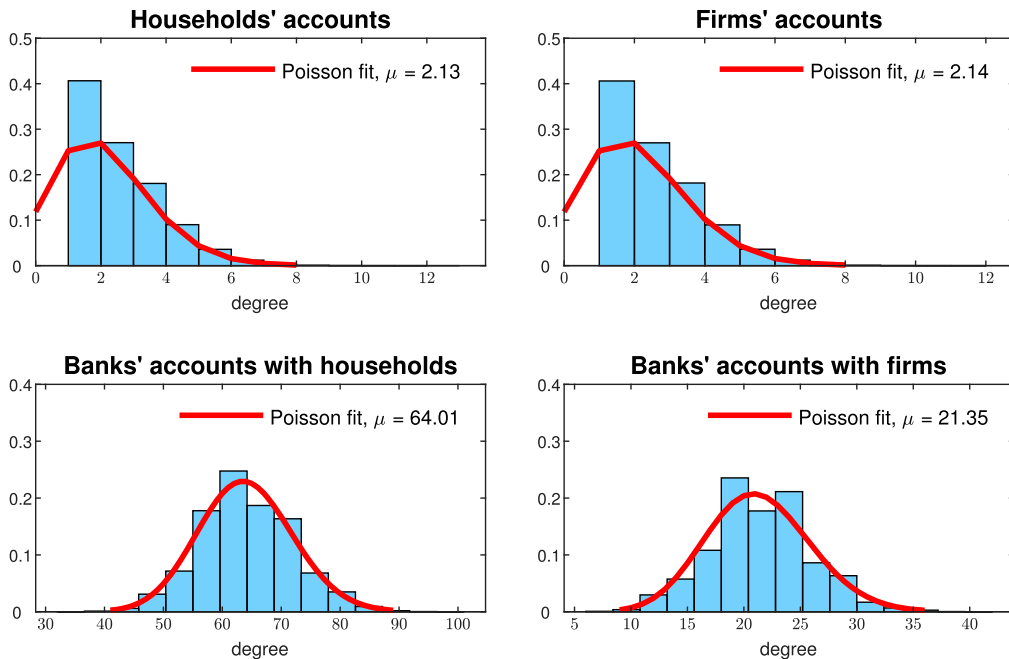 Households' accounts
0.5
0.4
0.3
0.2
0.1
0
Poisson fit, μ = 2.13
0 2 4 6 8 10 12
degree
Firms' accounts
0.5
0.4
0.3
0.2
0.1
0
Poisson fit, μ = 2.14
0 2 4 6 8 10 12
degree
Banks' accounts with households
0.4
0.3
0.2
0.1
0
Poisson fit, μ = 64.01
30 40 50 60 70 80 90 100
degree
Banks' accounts with firms
0.4
0.3
0.2
0.1
0
Poisson fit, μ = 21.35
5 10 15 20 25 30 35 40
degree